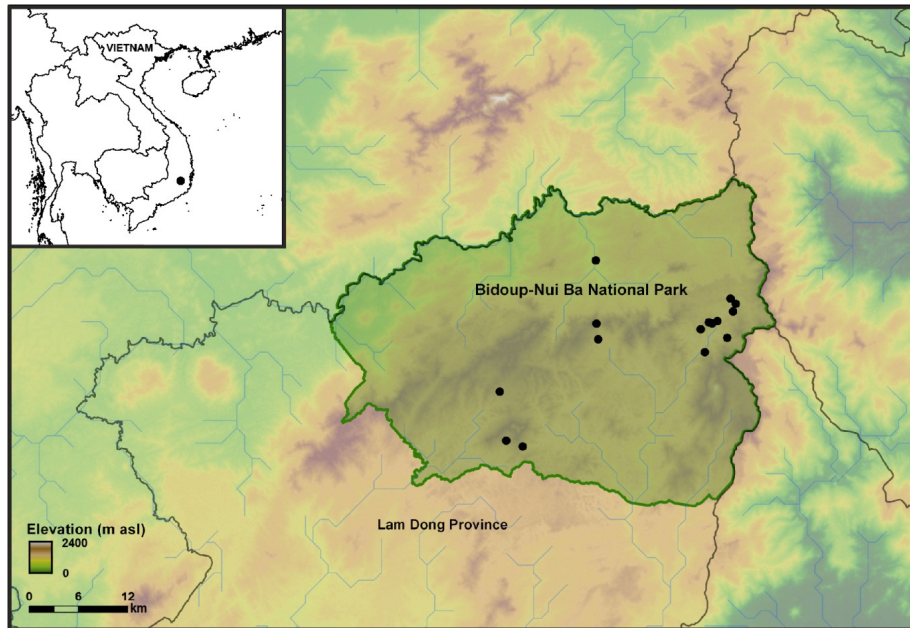 VIETNAM
Bidoup-Nui Ba National Park
Lam Dong Province
Elevation (m asl)
2400
0
0 6 12
km